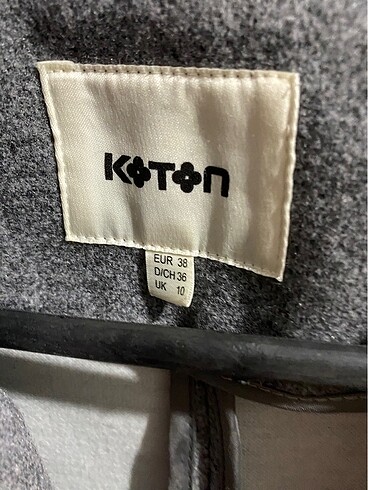 KOTON
EUR 38
D/CH 36
UK 10